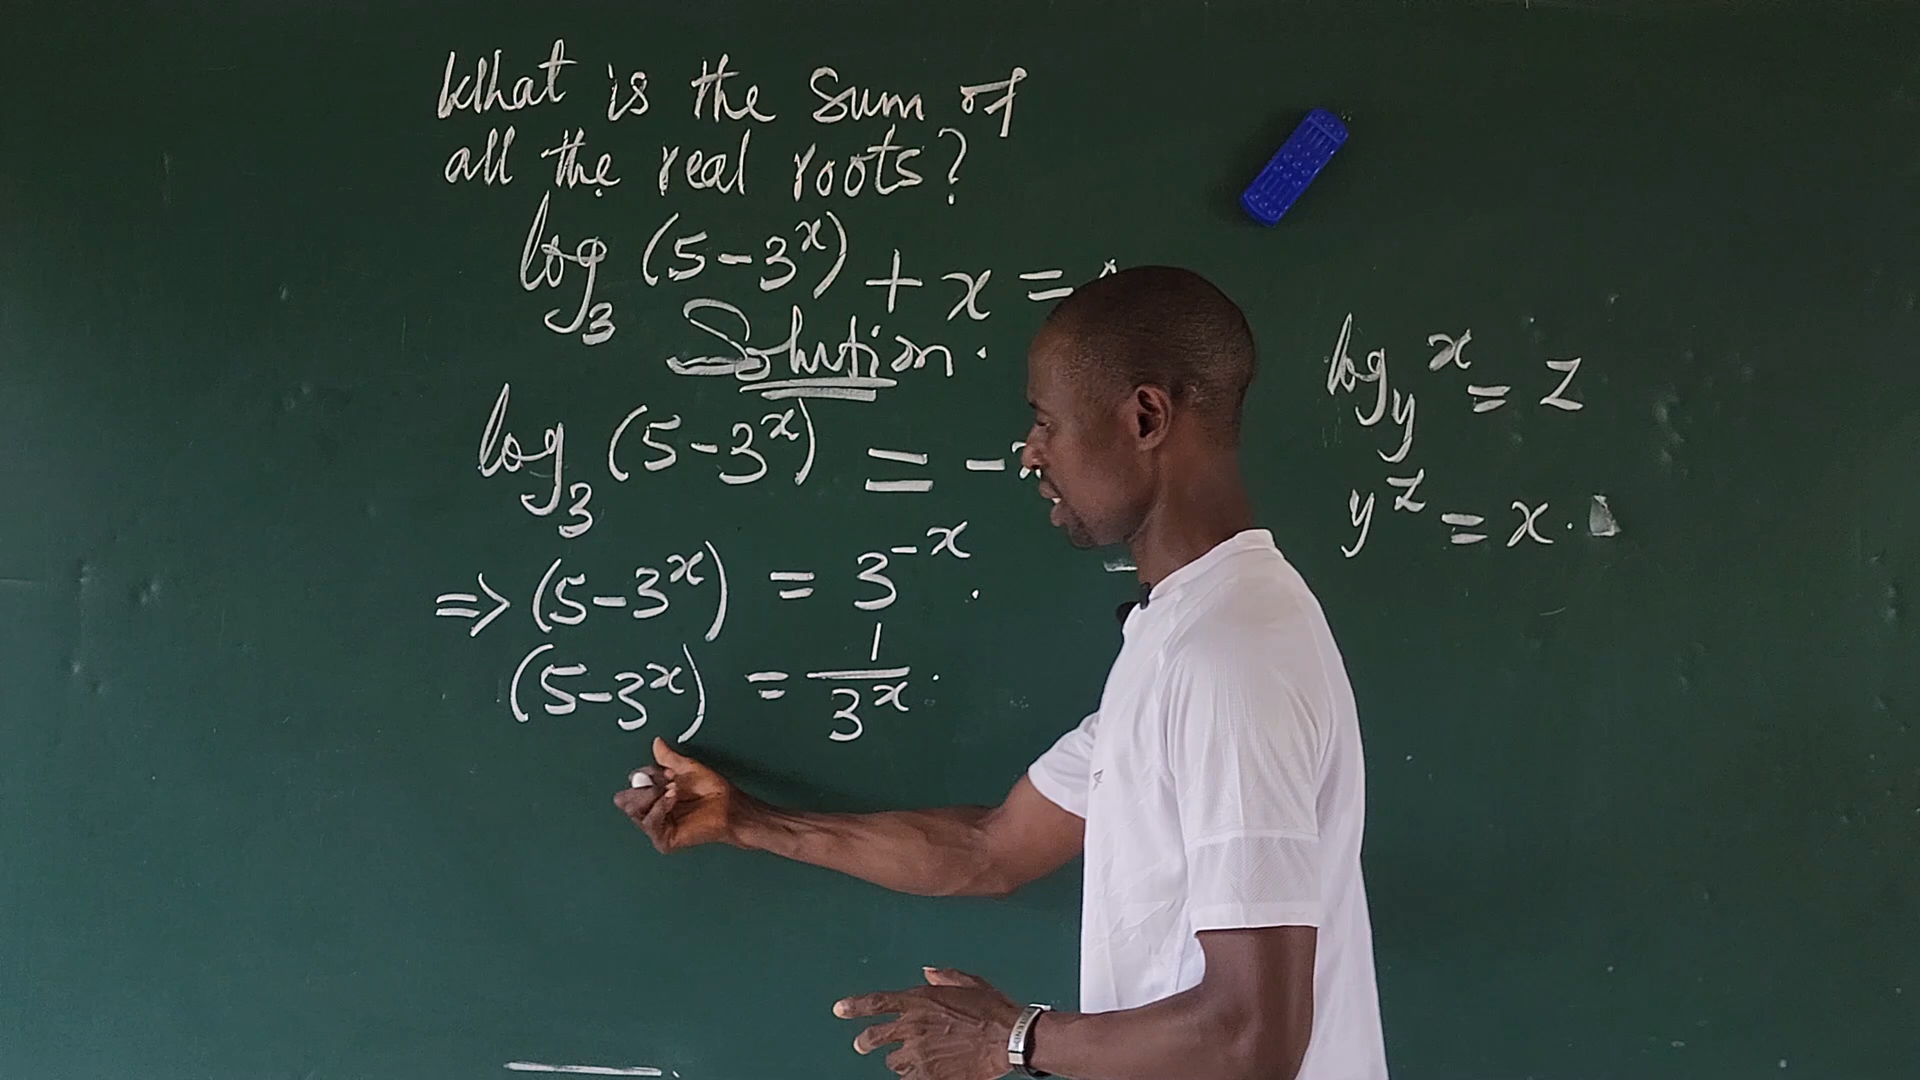 What is the sum of
all the real roots?
log₃(5-3ˣ) + x =
Solution.
log₃(5-3ˣ) = -
⇒ (5-3ˣ) = 3⁻ˣ.
(5-3ˣ) = 1/3ˣ.
log_y x = z
y^z = x.